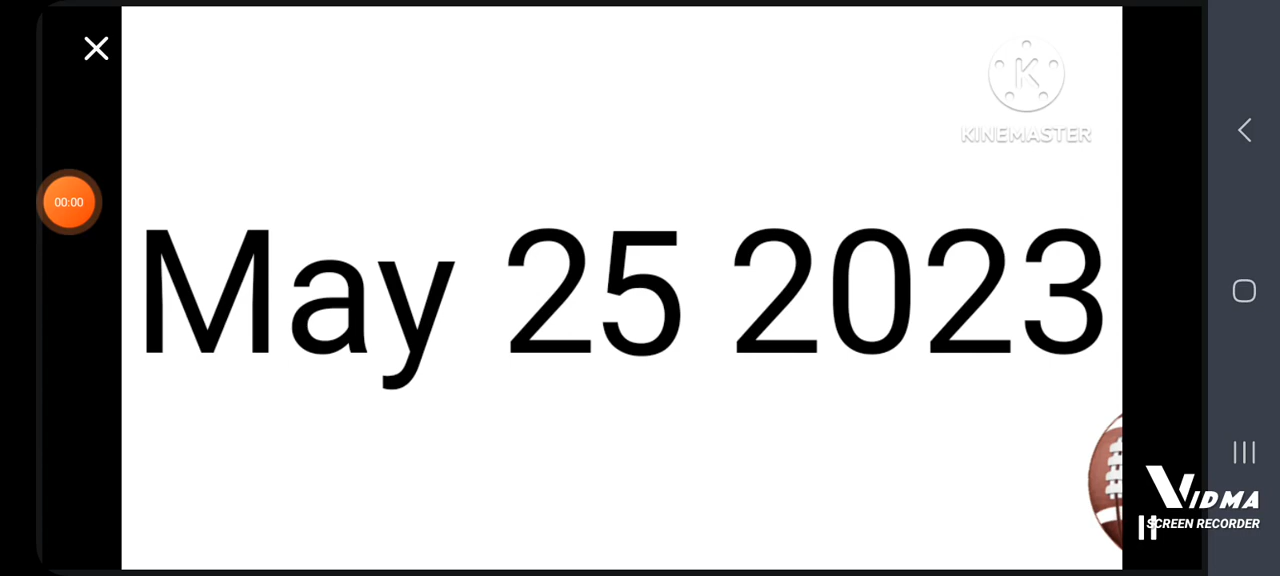 KINEMASTER
00:00
May 25 2023
VIDMA
SCREEN RECORDER